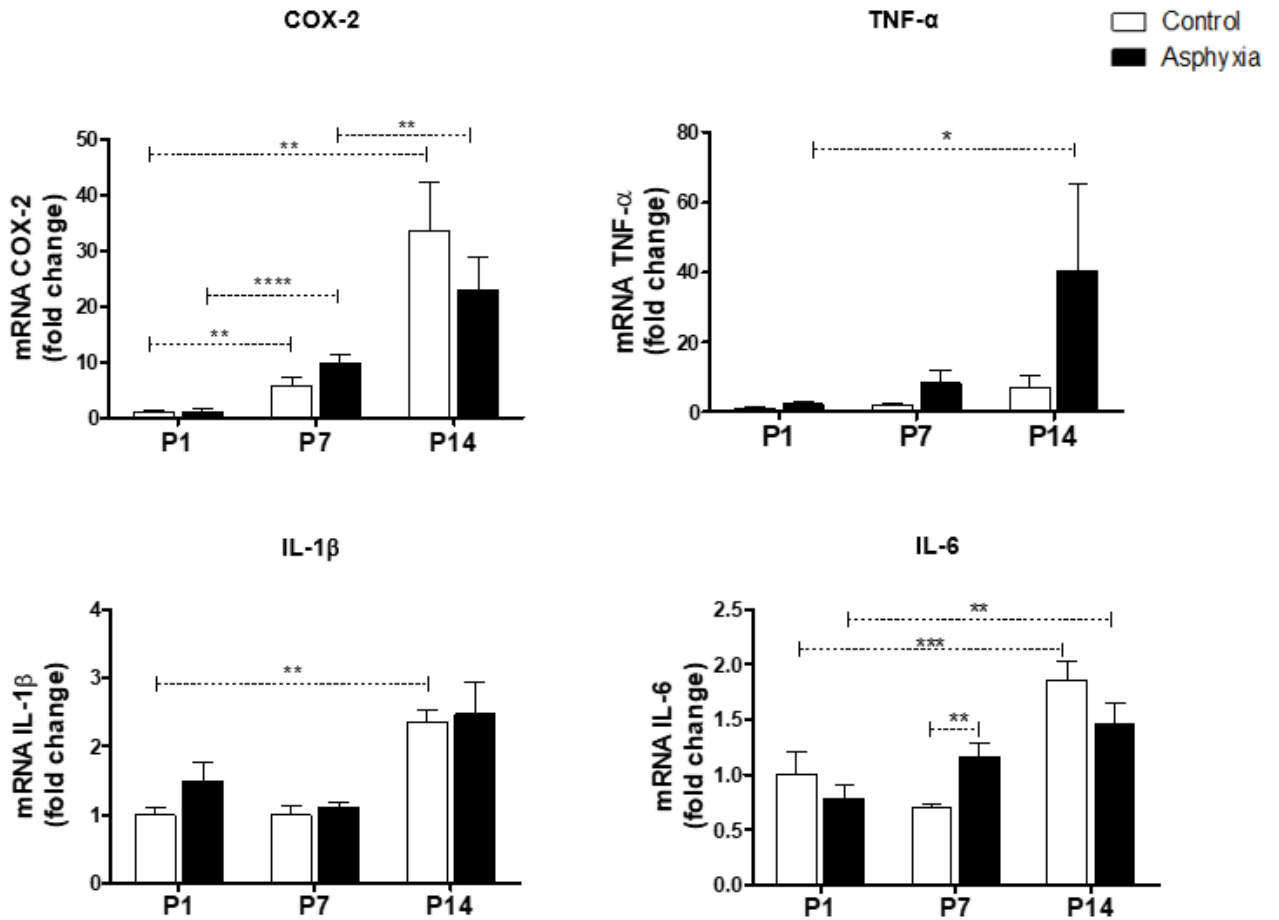 COX-2
TNF-α
Control
Asphyxia
mRNA COX-2
(fold change)
50
40
30
20
10
0
**
**
****
**
P1
P7
P14
mRNA TNF-α
(fold change)
80
60
40
20
0
*
P1
P7
P14
IL-1β
IL-6
mRNA IL-1β
(fold change)
4
3
2
1
0
**
P1
P7
P14
mRNA IL-6
(fold change)
2.5
2.0
1.5
1.0
0.5
0.0
**
***
**
P1
P7
P14